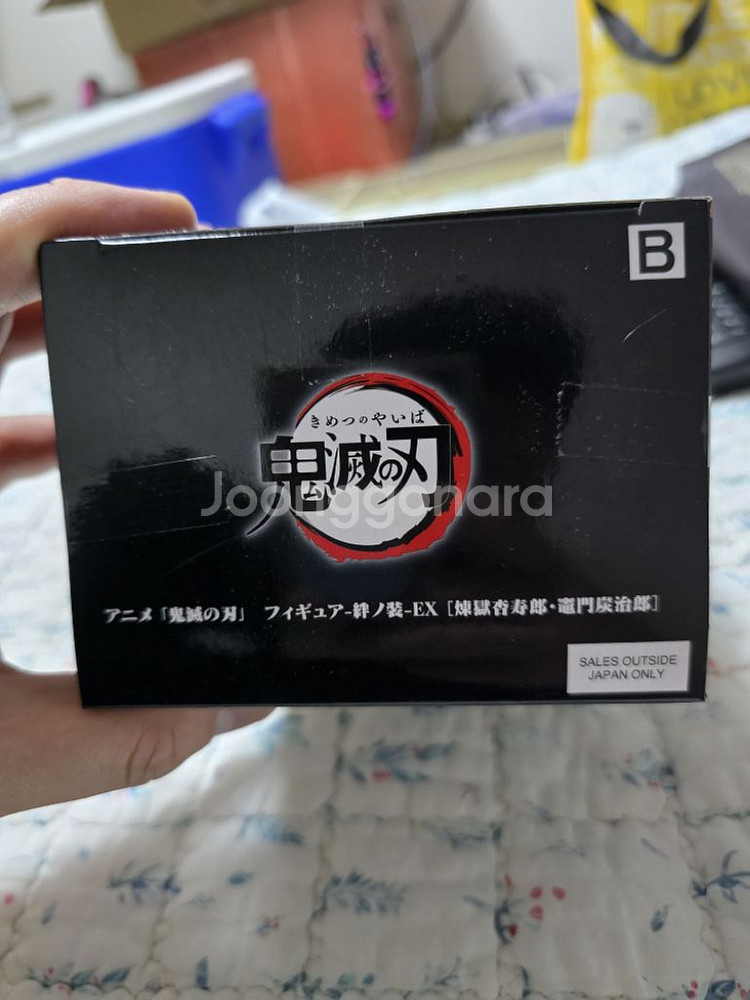 B
きめつのやいば
鬼滅の刃
Joonggonara
アニメ「鬼滅の刃」 フィギュア-絆ノ装-EX [煉獄杏寿郎・竈門炭治郎]
SALES OUTSIDE
JAPAN ONLY